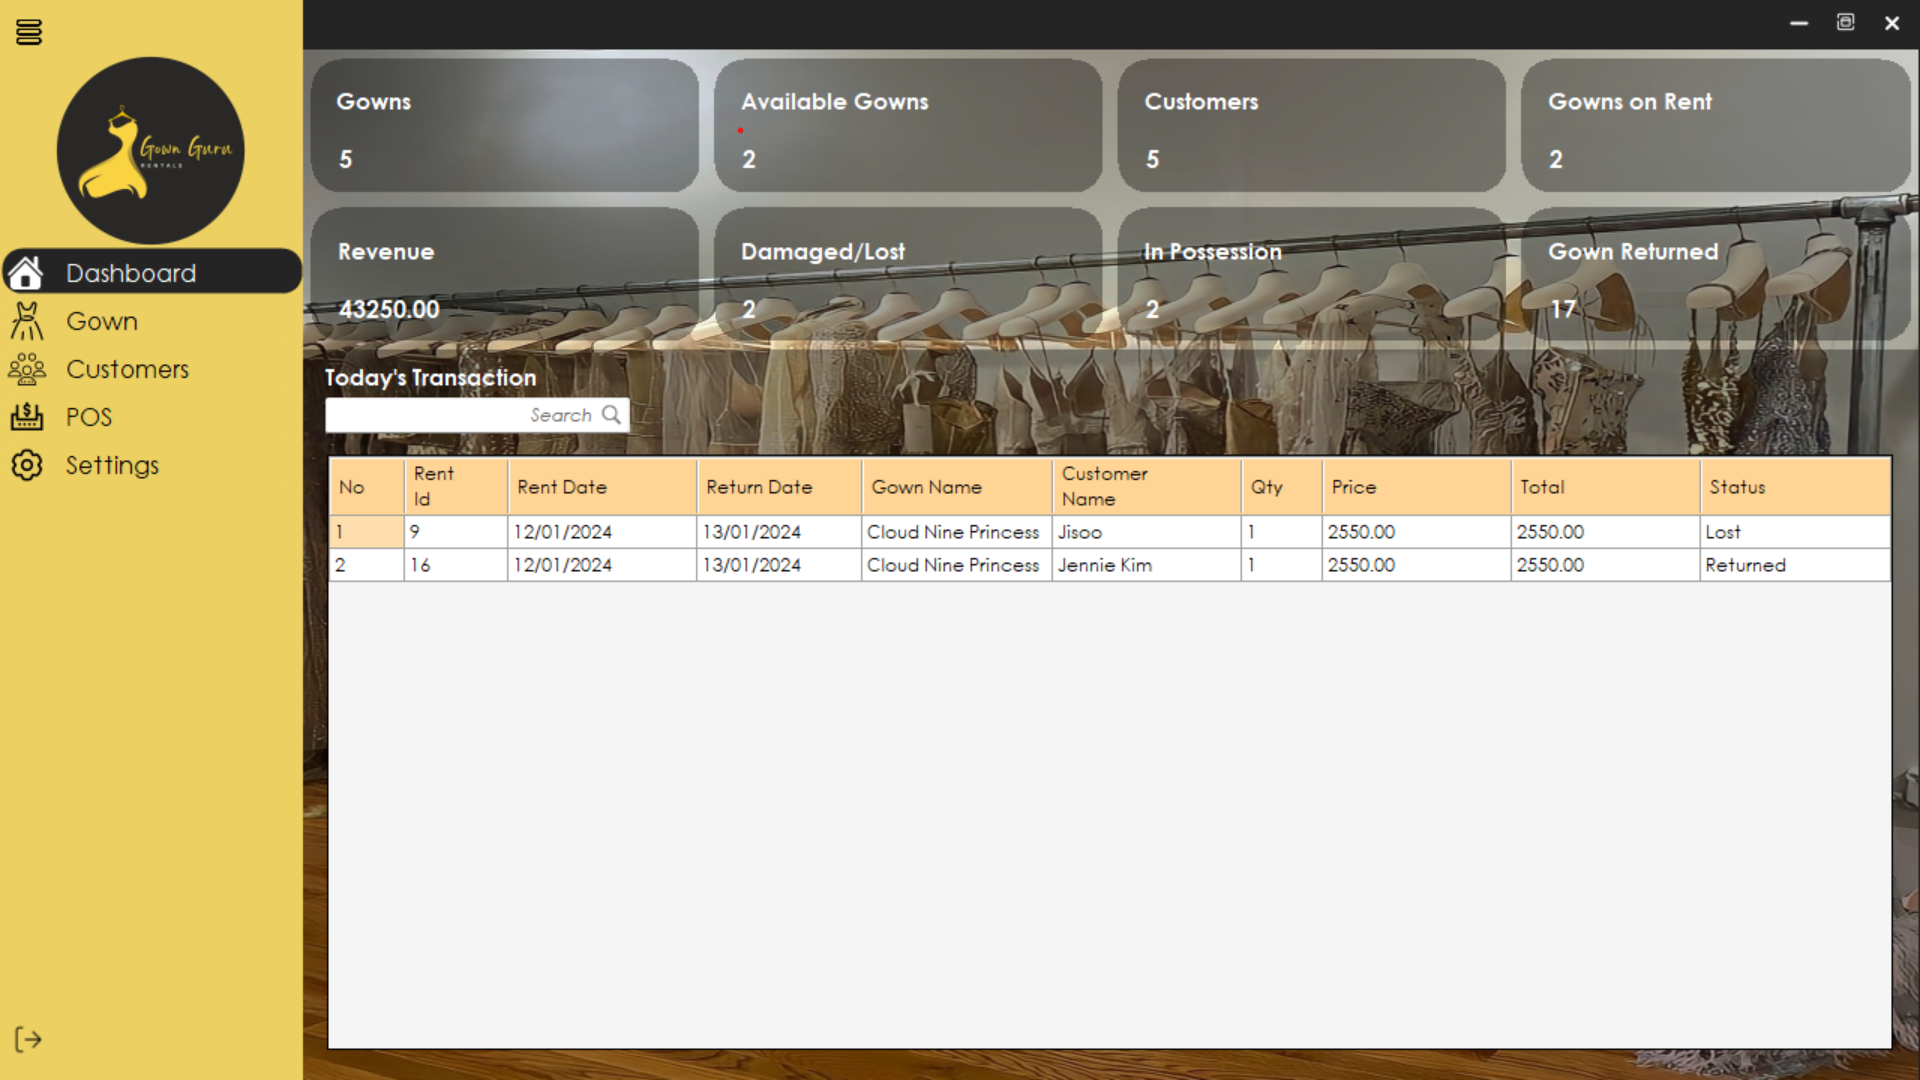 Gown Guru
RENTALS
Dashboard
Gown
Customers
POS
Settings
Gowns
5
Available Gowns
2
Customers
5
Gowns on Rent
2
Revenue
43250.00
Damaged/Lost
2
In Possession
2
Gown Returned
17
Today's Transaction
Search
No Rent Id Rent Date Return Date Gown Name Customer Name Qty Price Total Status
1 9 12/01/2024 13/01/2024 Cloud Nine Princess Jisoo 1 2550.00 2550.00 Lost
2 16 12/01/2024 13/01/2024 Cloud Nine Princess Jennie Kim 1 2550.00 2550.00 Returned